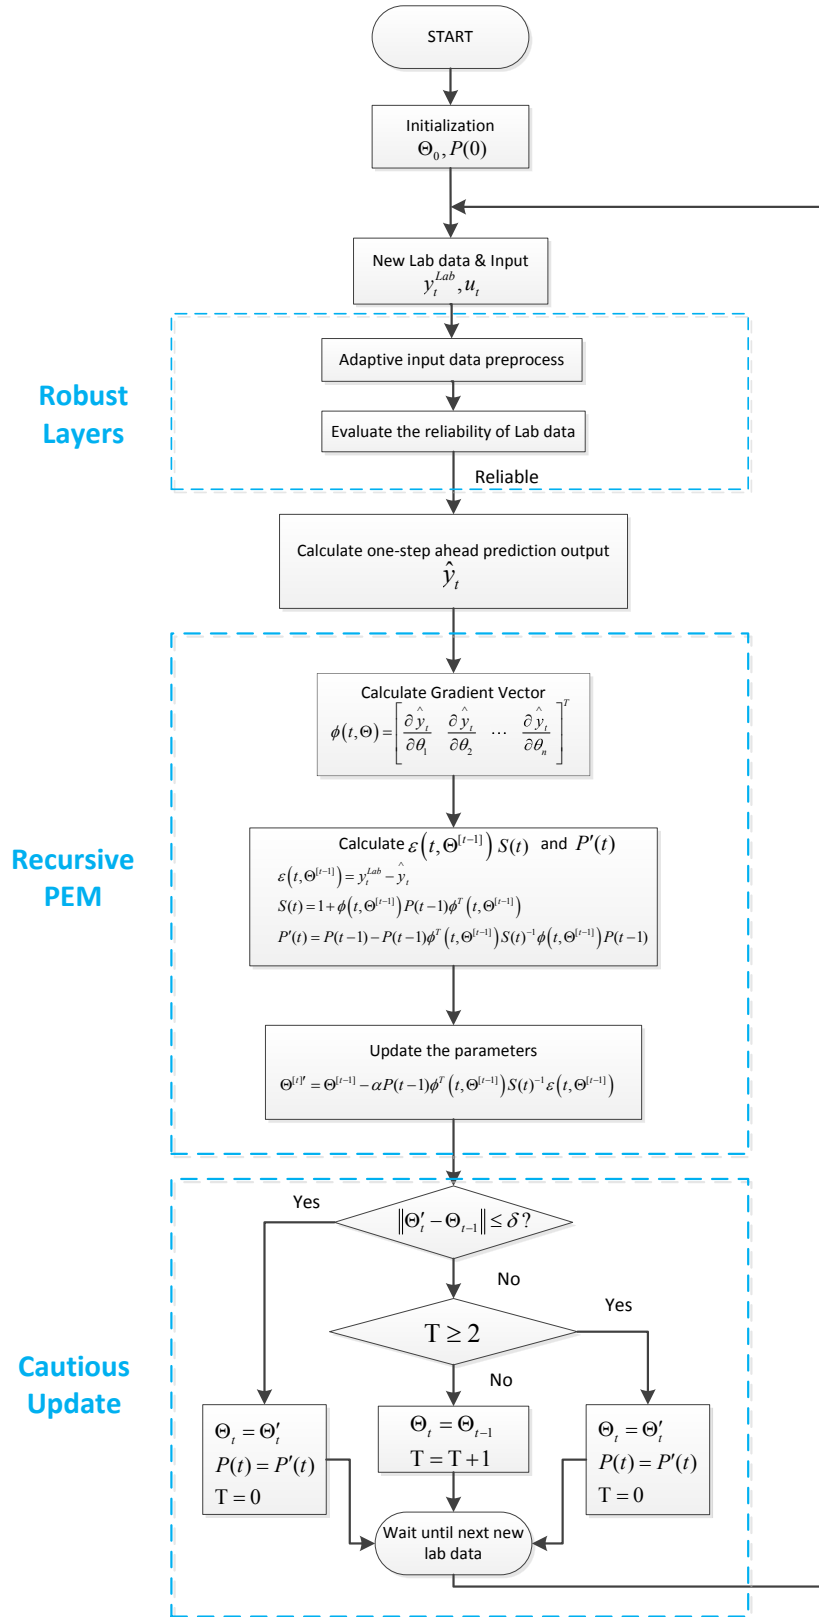 START
Initialization
Θ₀, P(0)
New Lab data & Input
y_t^{Lab}, u_t
Robust
Layers
Adaptive input data preprocess
Evaluate the reliability of Lab data
Reliable
Calculate one-step ahead prediction output
ŷ_t
Recursive
PEM
Calculate Gradient Vector
ϕ(t,Θ) = [∂ŷ_t/∂θ₁ ∂ŷ_t/∂θ₂ ⋯ ∂ŷ_t/∂θ_n]^T
Calculate ε(t,Θ^{[t-1]}) S(t) and P′(t)
ε(t,Θ^{[t-1]}) = y_t^{Lab} − ŷ_t
S(t) = 1 + ϕ(t,Θ^{[t-1]})P(t−1)ϕ^T(t,Θ^{[t-1]})
P′(t) = P(t−1) − P(t−1)ϕ^T(t,Θ^{[t-1]})S(t)^{-1}ϕ(t,Θ^{[t-1]})P(t−1)
Update the parameters
Θ^{[t]}′ = Θ^{[t-1]} − αP(t−1)ϕ^T(t,Θ^{[t-1]})S(t)^{-1}ε(t,Θ^{[t-1]})
Cautious
Update
Yes
‖Θ′_t − Θ_{t−1}‖ ≤ δ?
No
Yes
T ≥ 2
No
Θ_t = Θ′_t
P(t) = P′(t)
T = 0
Θ_t = Θ_{t−1}
T = T + 1
Θ_t = Θ′_t
P(t) = P′(t)
T = 0
Wait until next new
lab data